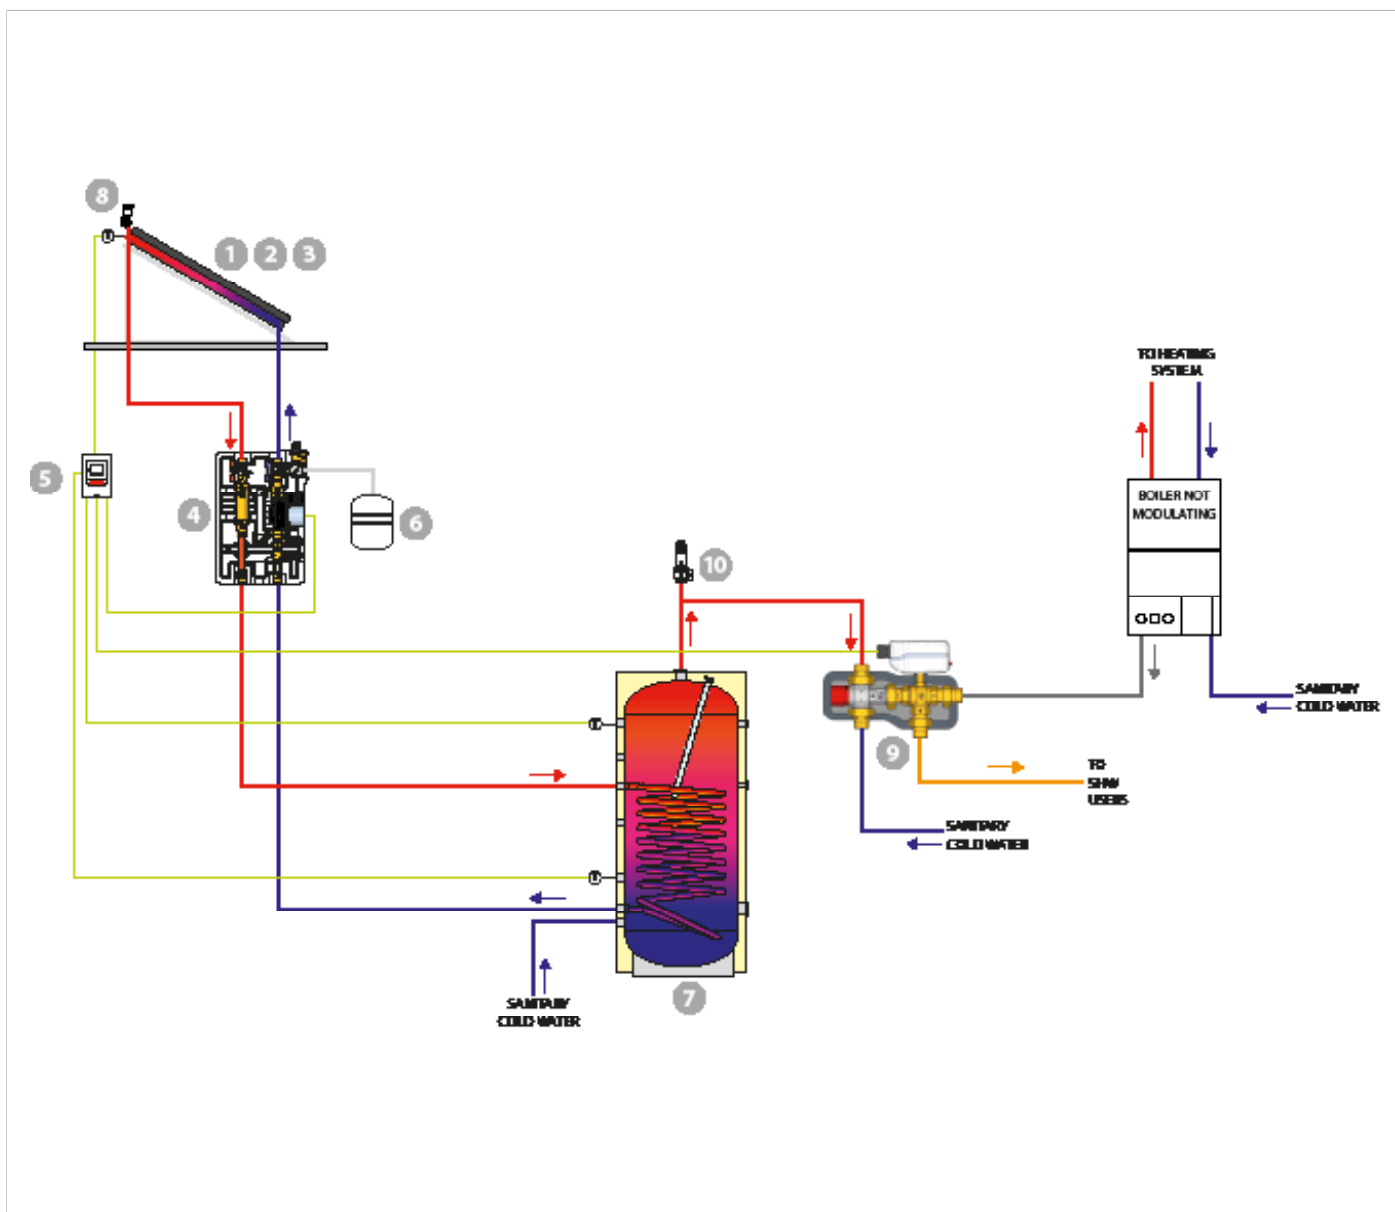 8
1 2 3
TO HEATING
SYSTEM
5
4
6
BOILER NOT
MODULATING
10
SANITARY
COLD WATER
9
TO
SHW
USERS
SANITARY
COLD WATER
7
SANITARY
COLD WATER